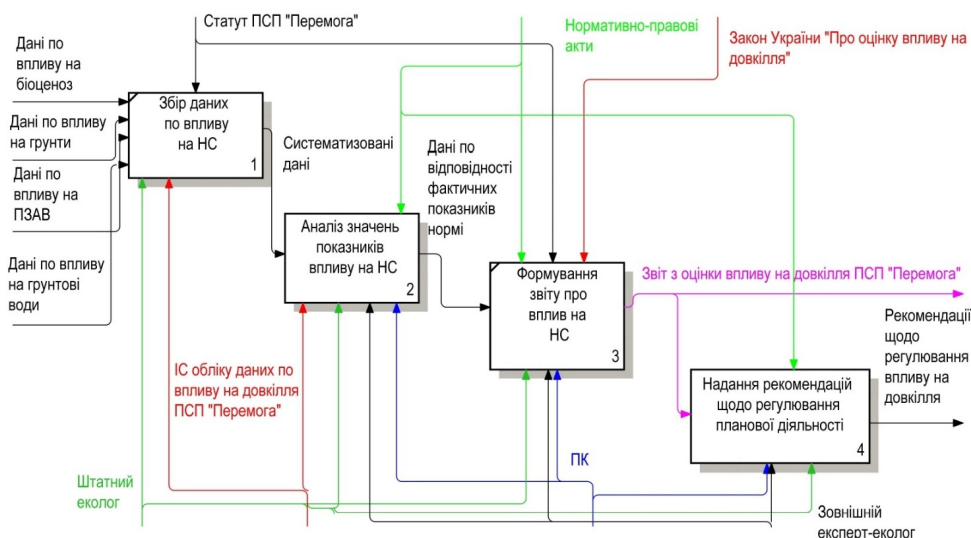 Статут ПСП "Перемога"
Нормативно-правові
акти
Закон України "Про оцінку впливу на
довкілля"
Дані по
впливу на
біоценоз
Дані по впливу
на грунти
Дані по
впливу на
ПЗАВ
Дані по впливу
на грунтові
води
Збір даних
по впливу
на НС
1
Систематизовані
дані
Аналіз значень
показників
впливу на НС
2
Дані по
відповідності
фактичних
показників
нормі
Формування
звіту про
вплив на
НС
3
Звіт з оцінки впливу на довкілля ПСП "Перемога"
Рекомендації
щодо
регулювання
впливу на
довкілля
Надання рекомендацій
щодо регулювання
планової діяльності
4
ІС обліку даних по
впливу на довкілля
ПСП "Перемога"
Штатний
еколог
ПК
Зовнішній
експерт-еколог